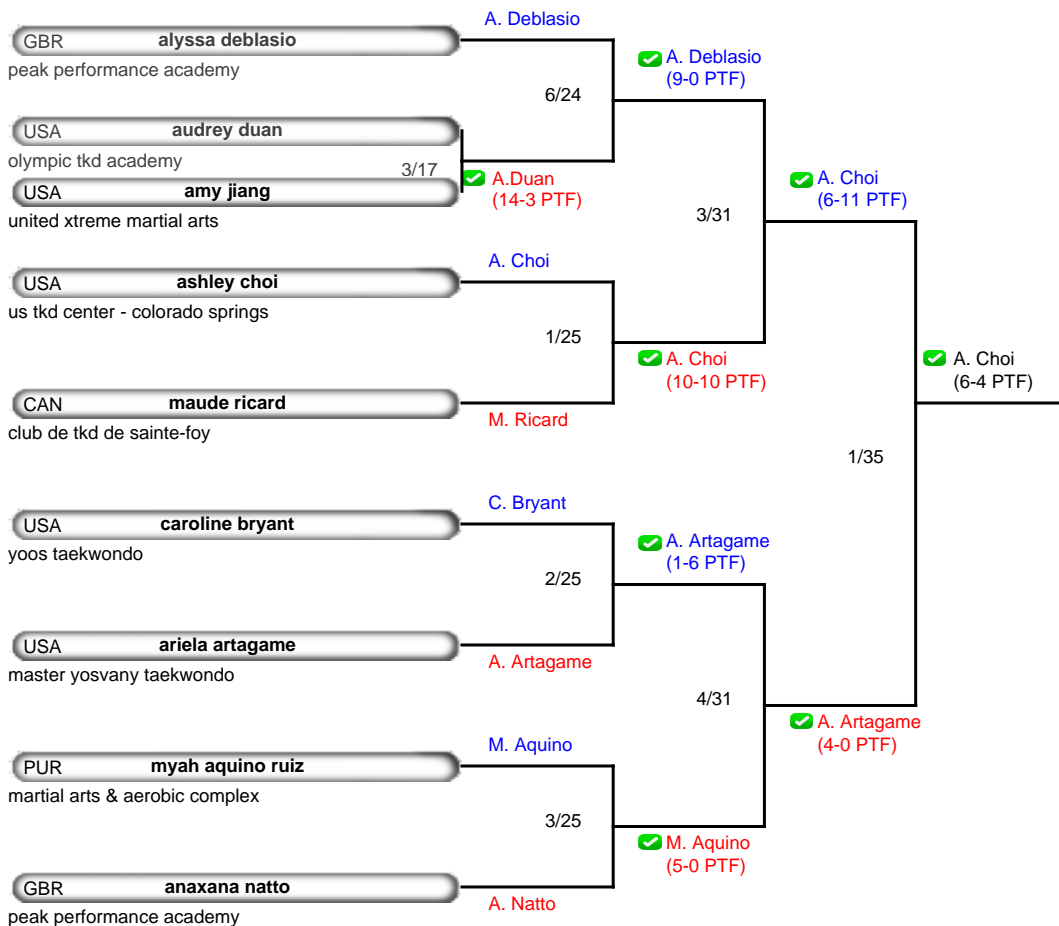 A. Deblasio
GBR alyssa deblasio
peak performance academy
A. Deblasio
(9-0 PTF)
6/24
USA audrey duan
olympic tkd academy
3/17
A.Duan
(14-3 PTF)
USA amy jiang
united xtreme martial arts
A. Choi
(6-11 PTF)
3/31
A. Choi
USA ashley choi
us tkd center - colorado springs
1/25
A. Choi
(10-10 PTF)
A. Choi
(6-4 PTF)
CAN maude ricard
M. Ricard
club de tkd de sainte-foy
1/35
C. Bryant
USA caroline bryant
yoos taekwondo
A. Artagame
(1-6 PTF)
2/25
USA ariela artagame
A. Artagame
master yosvany taekwondo
4/31
A. Artagame
(4-0 PTF)
M. Aquino
PUR myah aquino ruiz
martial arts & aerobic complex
3/25
M. Aquino
(5-0 PTF)
GBR anaxana natto
A. Natto
peak performance academy